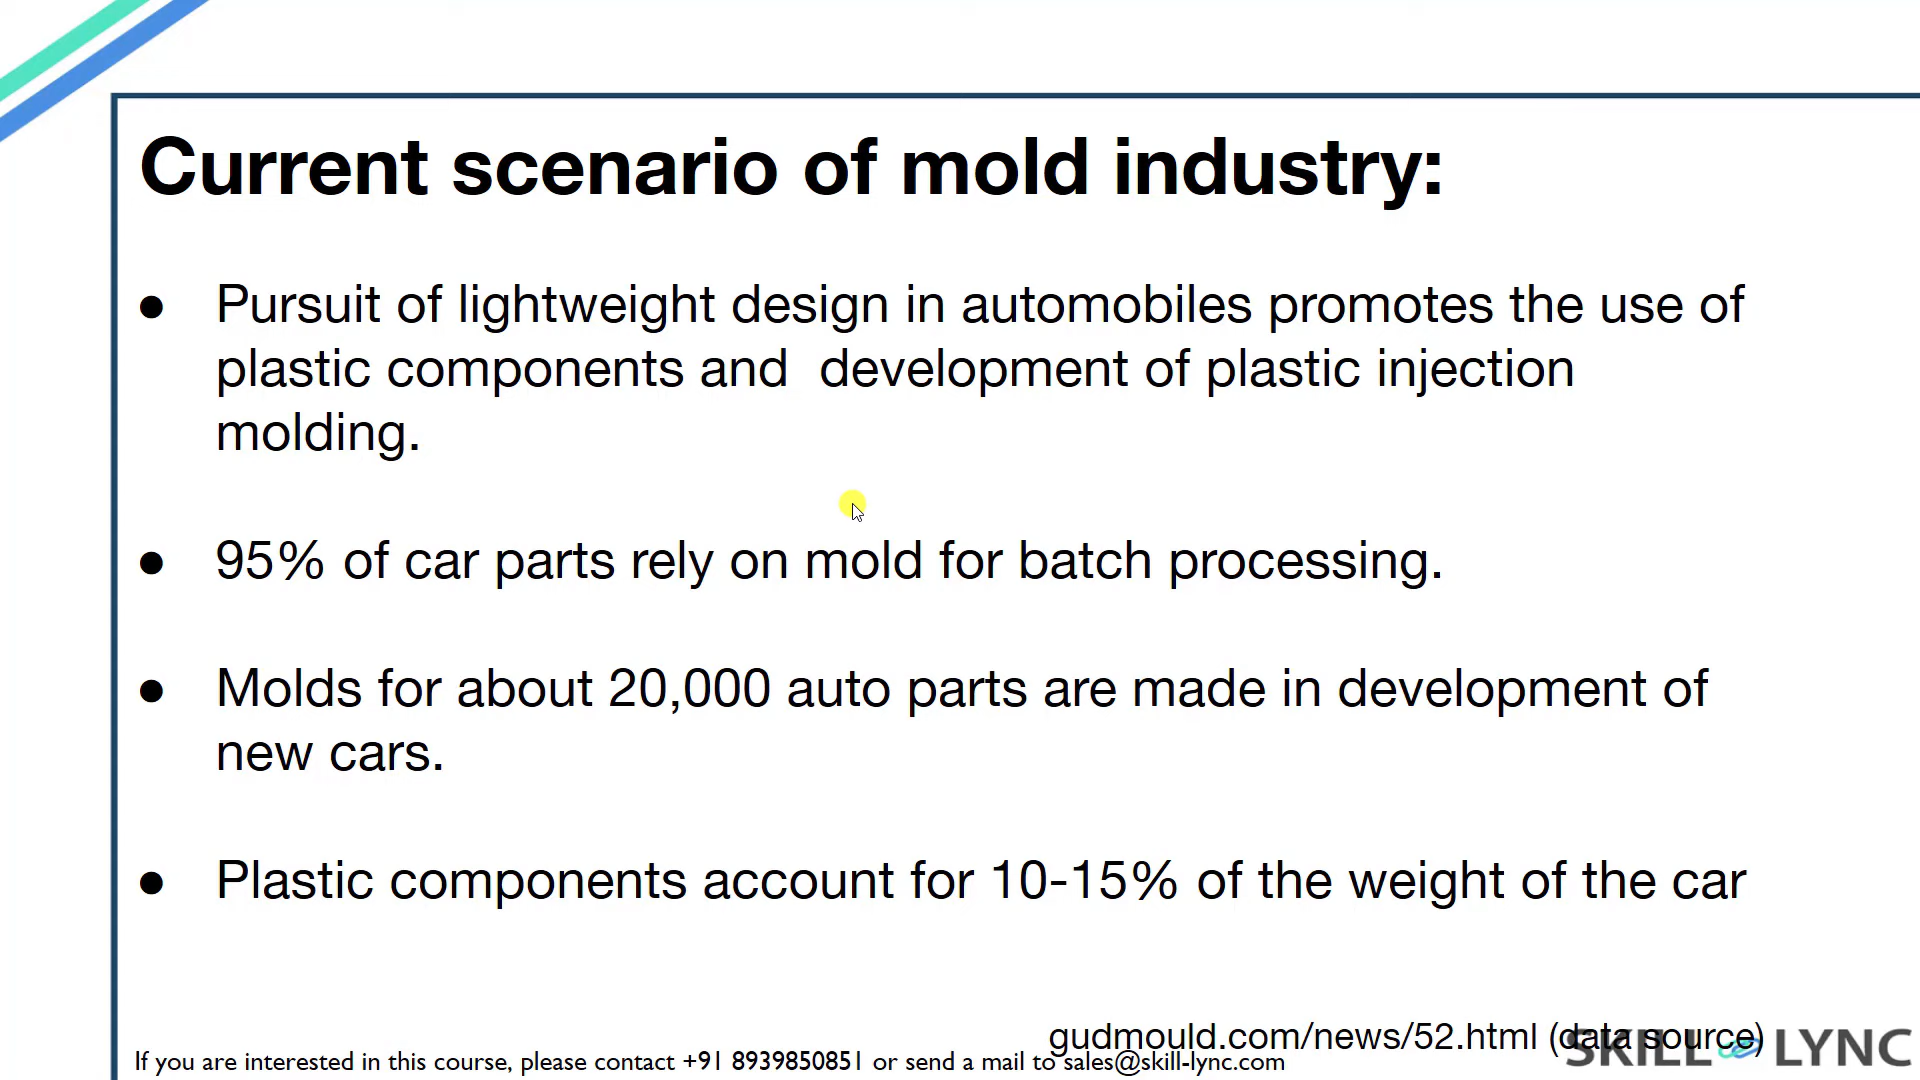 Current scenario of mold industry:
● Pursuit of lightweight design in automobiles promotes the use of
plastic components and  development of plastic injection
molding.
● 95% of car parts rely on mold for batch processing.
● Molds for about 20,000 auto parts are made in development of
new cars.
● Plastic components account for 10-15% of the weight of the car
gudmould.com/news/52.html (data source)
If you are interested in this course, please contact +91 8939850851 or send a mail to sales@skill-lync.com
SKILL LYNC